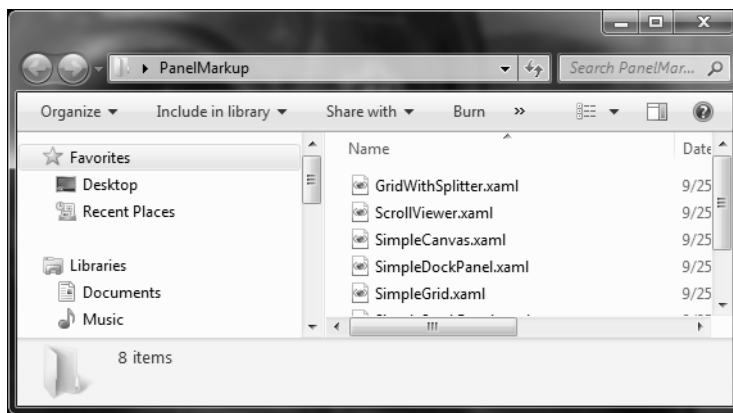 PanelMarkup
Search PanelMar...
Organize Include in library Share with Burn »
Favorites
Desktop
Recent Places
Libraries
Documents
Music
Name Date
GridWithSplitter.xaml 9/25
ScrollViewer.xaml 9/25
SimpleCanvas.xaml 9/25
SimpleDockPanel.xaml 9/25
SimpleGrid.xaml 9/25
8 items